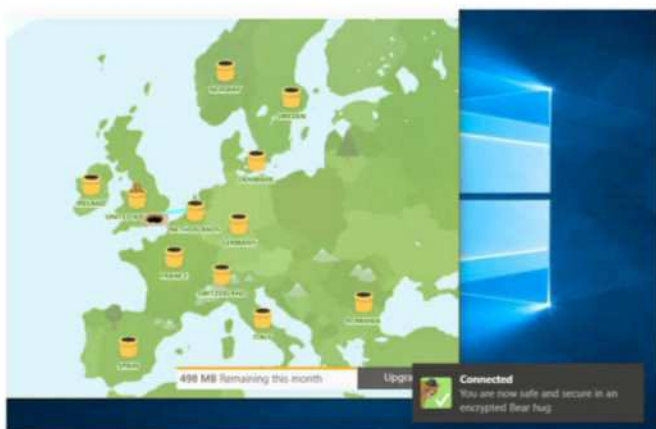 NORWAY
SWEDEN
DENMARK
IRELAND
UNITED
NETHERLANDS
GERMANY
FRANCE
SWITZERLAND
ROMANIA
ITALY
SPAIN
498 MB Remaining this month
Upgra
Connected
You are now safe and secure in an
encrypted Bear hug